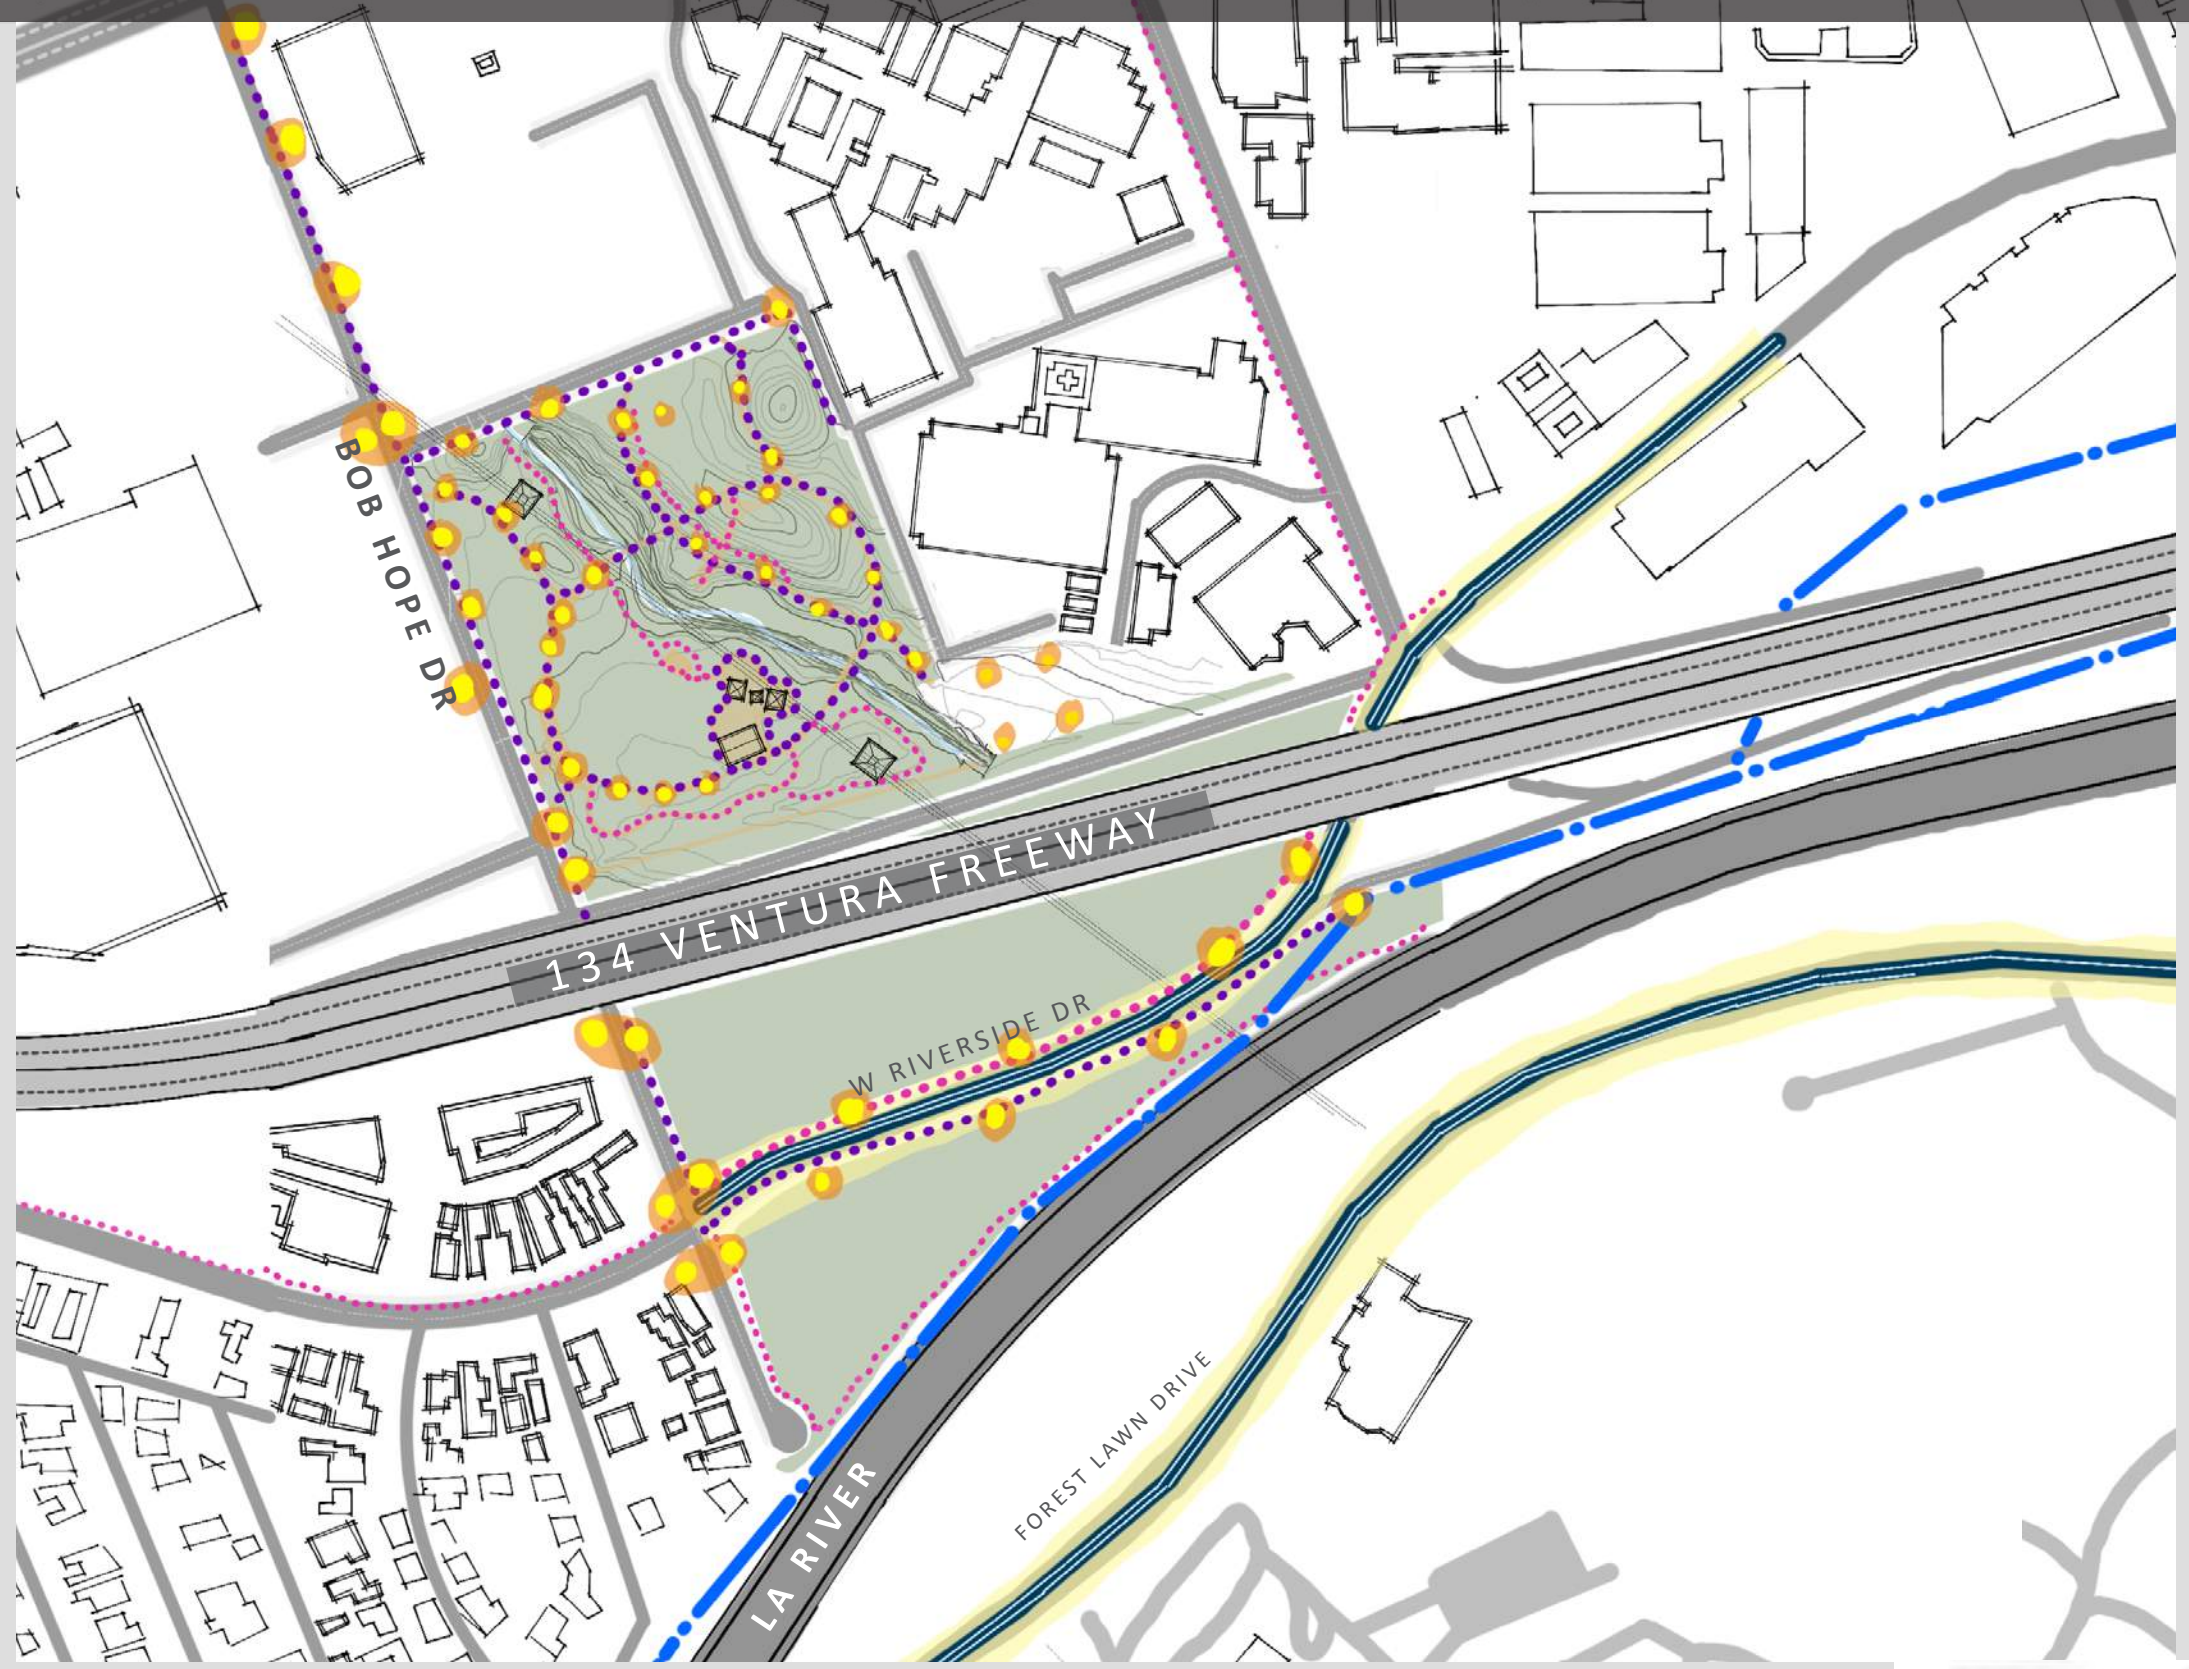 BOB HOPE DR
134 VENTURA FREEWAY
W RIVERSIDE DR
FOREST LAWN DRIVE
LA RIVER